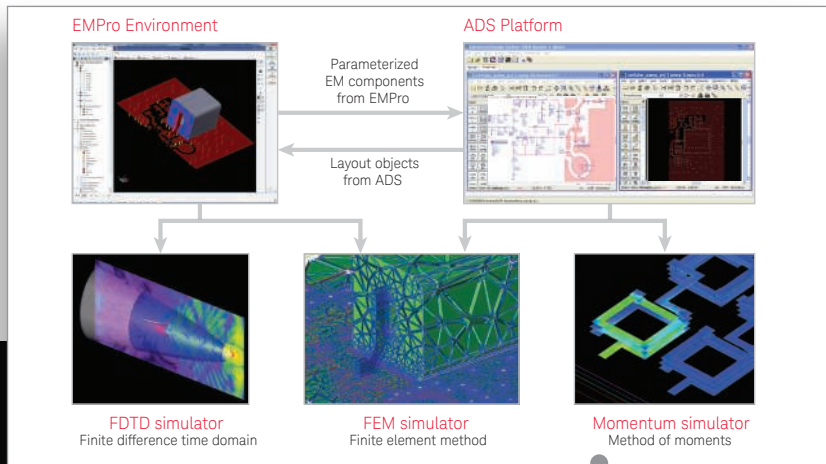 EMPro Environment
ADS Platform
Parameterized
EM components
from EMPro
Layout objects
from ADS
FDTD simulator
Finite difference time domain
FEM simulator
Finite element method
Momentum simulator
Method of moments